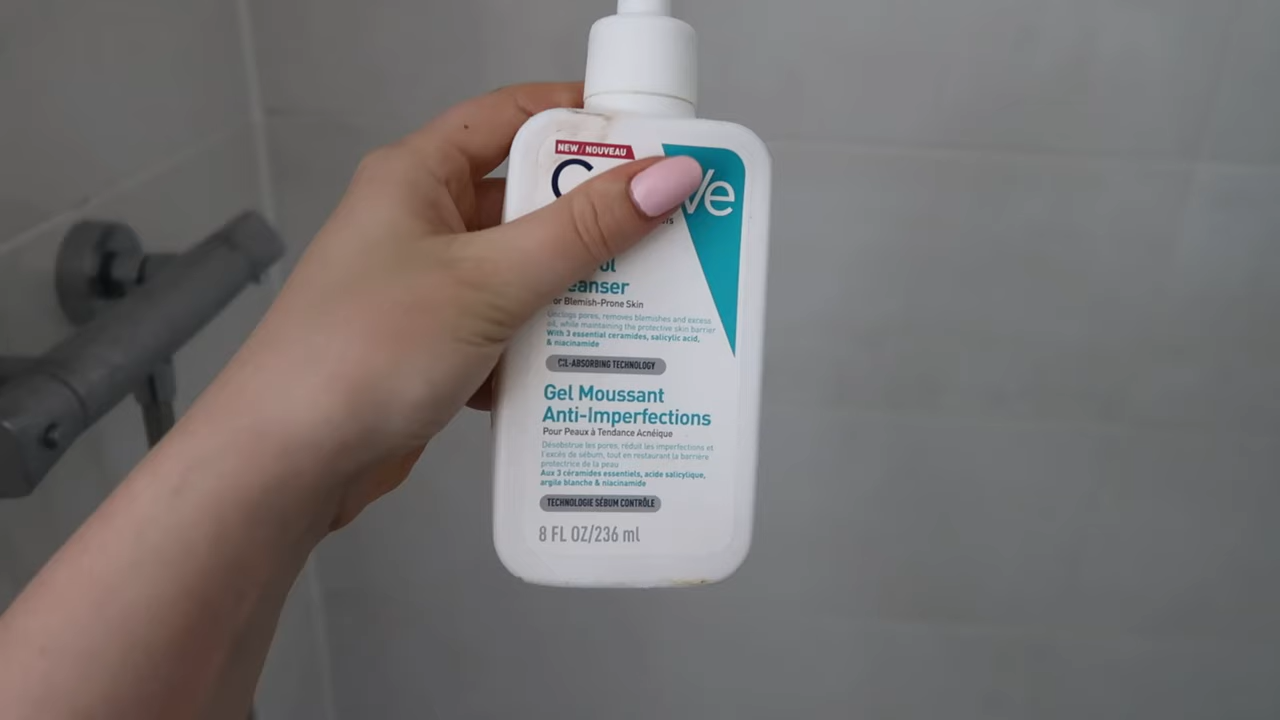 NEW / NOUVEAU
Ve
Cleanser
For Blemish-Prone Skin
Unclogs pores, removes blemishes and excess
oil, while maintaining the protective skin barrier
With 3 essential ceramides, salicylic acid,
& niacinamide
OIL-ABSORBING TECHNOLOGY
Gel Moussant
Anti-Imperfections
Pour Peaux à Tendance Acnéique
Désobstrue les pores, réduit les imperfections et
l'excès de sébum, tout en restaurant la barrière
protectrice de la peau
Aux 3 céramides essentiels, acide salicylique,
argile blanche & niacinamide
TECHNOLOGIE SÉBUM CONTRÔLE
8 FL OZ/236 ml